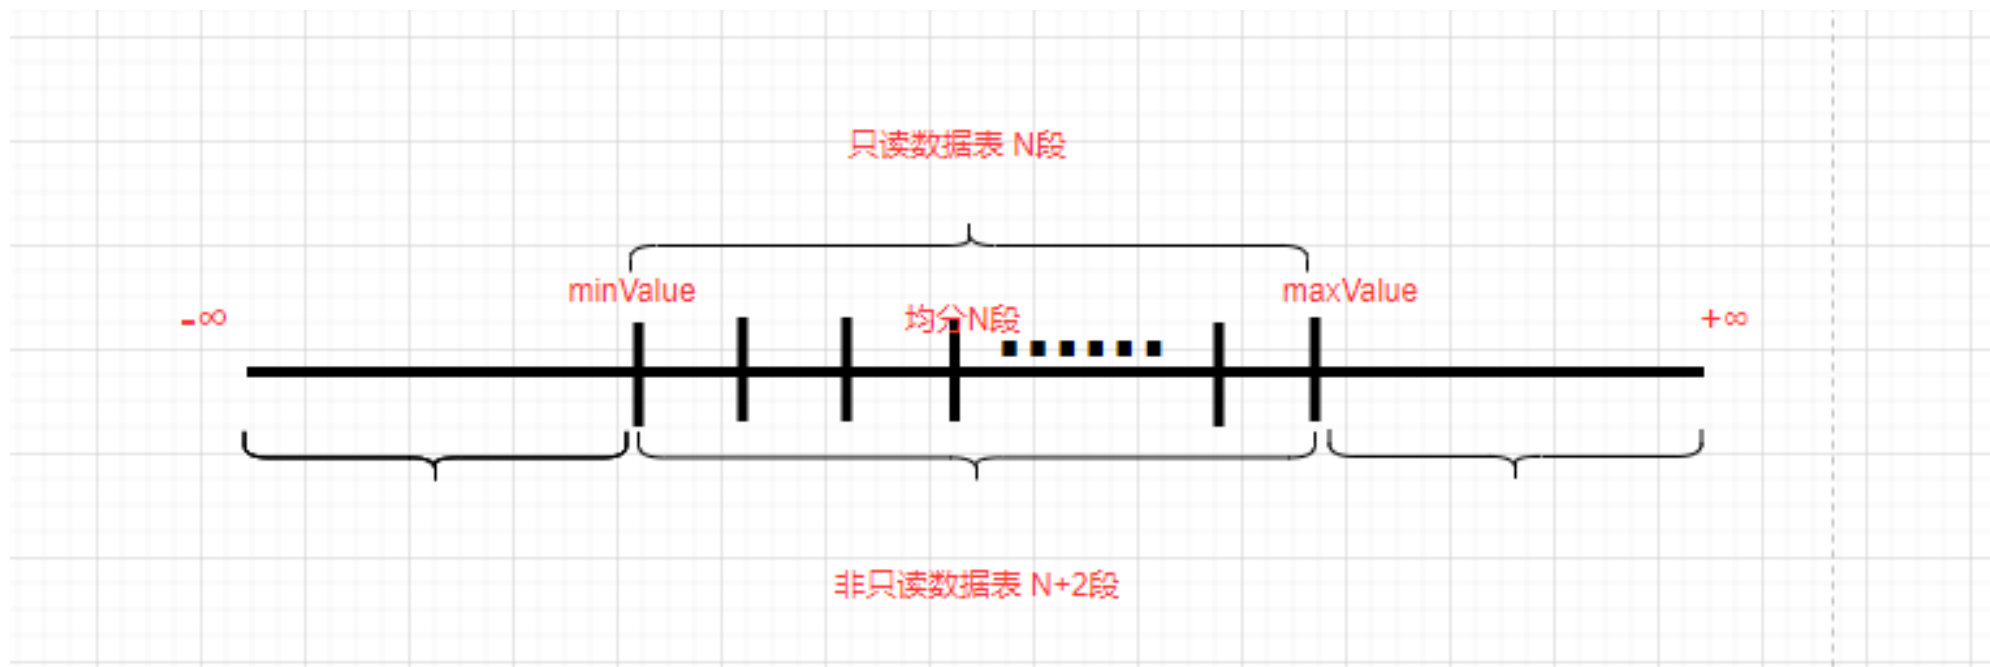 只读数据表 N段
minValue
maxValue
-∞
均分N段
+∞
非只读数据表 N+2段